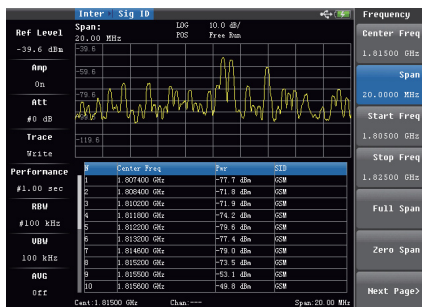 Inter Sig ID
Frequency
Ref Level
-39.6 dBm
Span:
20.00 MHz
LOG
POS
10.0 dB/
Free Run
Center Freq
1.81500 GHz
-39.6
Amp
On
-59.6
Span
20.0000 MHz
Att
#0 dB
-79.6
Start Freq
1.80500 GHz
Trace
Write
-119.6
Stop Freq
1.82500 GHz
Performance
#1.00 sec
N Center Freq Pwr SID
1 1.807400 GHz -77.7 dBm GSM
2 1.808400 GHz -71.8 dBm GSM
3 1.810200 GHz -71.9 dBm GSM
4 1.811800 GHz -74.2 dBm GSM
5 1.812200 GHz -79.6 dBm GSM
6 1.813200 GHz -77.4 dBm GSM
7 1.814600 GHz -79.0 dBm GSM
8 1.815200 GHz -73.5 dBm GSM
9 1.815500 GHz -53.1 dBm GSM
10 1.815600 GHz -49.8 dBm GSM
RBW
#100 kHz
Full Span
VBW
100 kHz
Zero Span
AVG
Off
Next Page>
Cent:1.81500 GHz Chan:--- Span:20.00 MHz